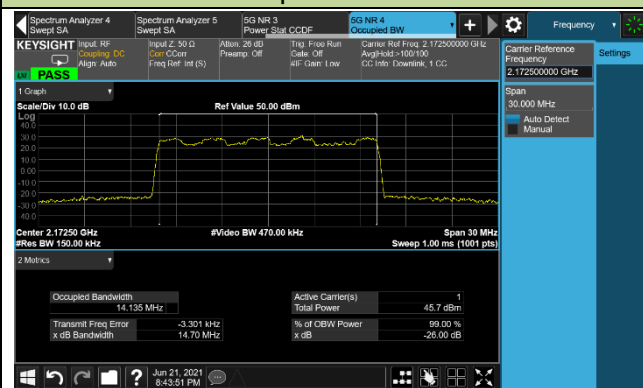 Spectrum Analyzer 4
Swept SA
Spectrum Analyzer 5
Swept SA
5G NR 3
Power Stat CCDF
5G NR 4
Occupied BW
Frequency
KEYSIGHT
Input: RF
Coupling: DC
Align: Auto
Input Z: 50 Ω
Corr CCorr
Freq Ref: Int (S)
Atten: 26 dB
Preamp: Off
Trig: Free Run
Gate: Off
#IF Gain: Low
Carrier Ref Freq: 2.172500000 GHz
Avg|Hold:>100/100
CC Info: Downlink, 1 CC
PASS
Carrier Reference
Frequency
2.172500000 GHz
Span
30.000 MHz
Auto Detect
Manual
Settings
1 Graph
Scale/Div 10.0 dB
Ref Value 50.00 dBm
Log
40.0
30.0
20.0
10.0
0.00
-10.0
-20.0
-30.0
-40.0
Center 2.17250 GHz
#Video BW 470.00 kHz
Span 30 MHz
#Res BW 150.00 kHz
Sweep 1.00 ms (1001 pts)
2 Metrics
Occupied Bandwidth
14.135 MHz
Active Carrier(s) 1
Total Power 45.7 dBm
Transmit Freq Error -3.301 kHz
x dB Bandwidth 14.70 MHz
% of OBW Power 99.00 %
x dB -26.00 dB
Jun 21, 2021
8:43:51 PM